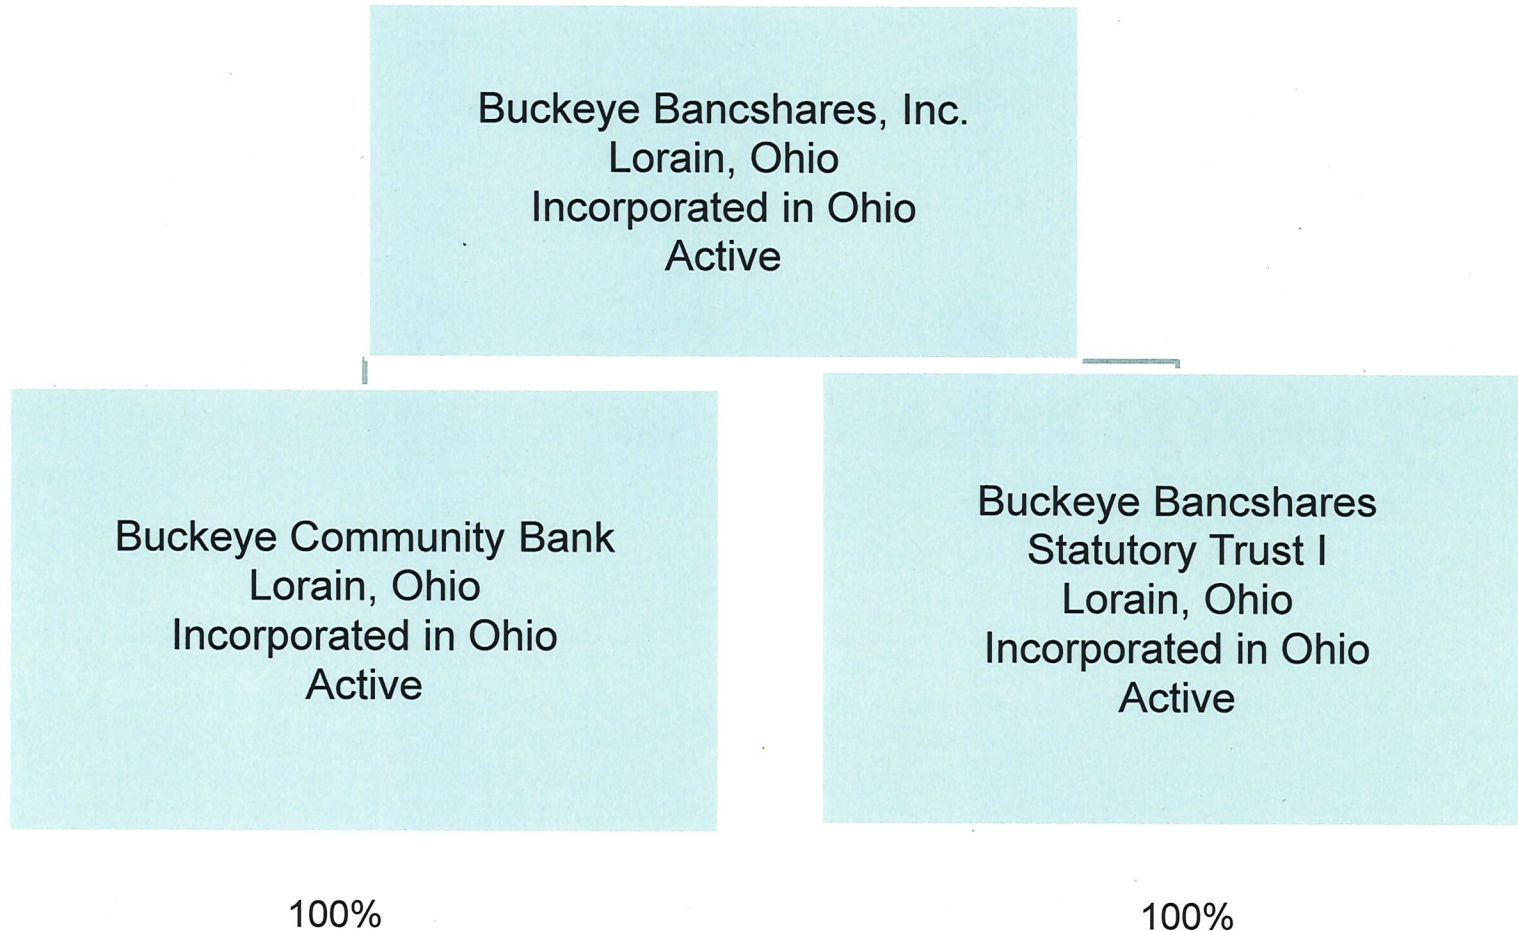 Buckeye Bancshares, Inc.
Lorain, Ohio
Incorporated in Ohio
Active
Buckeye Community Bank
Lorain, Ohio
Incorporated in Ohio
Active
Buckeye Bancshares
Statutory Trust I
Lorain, Ohio
Incorporated in Ohio
Active
100%
100%